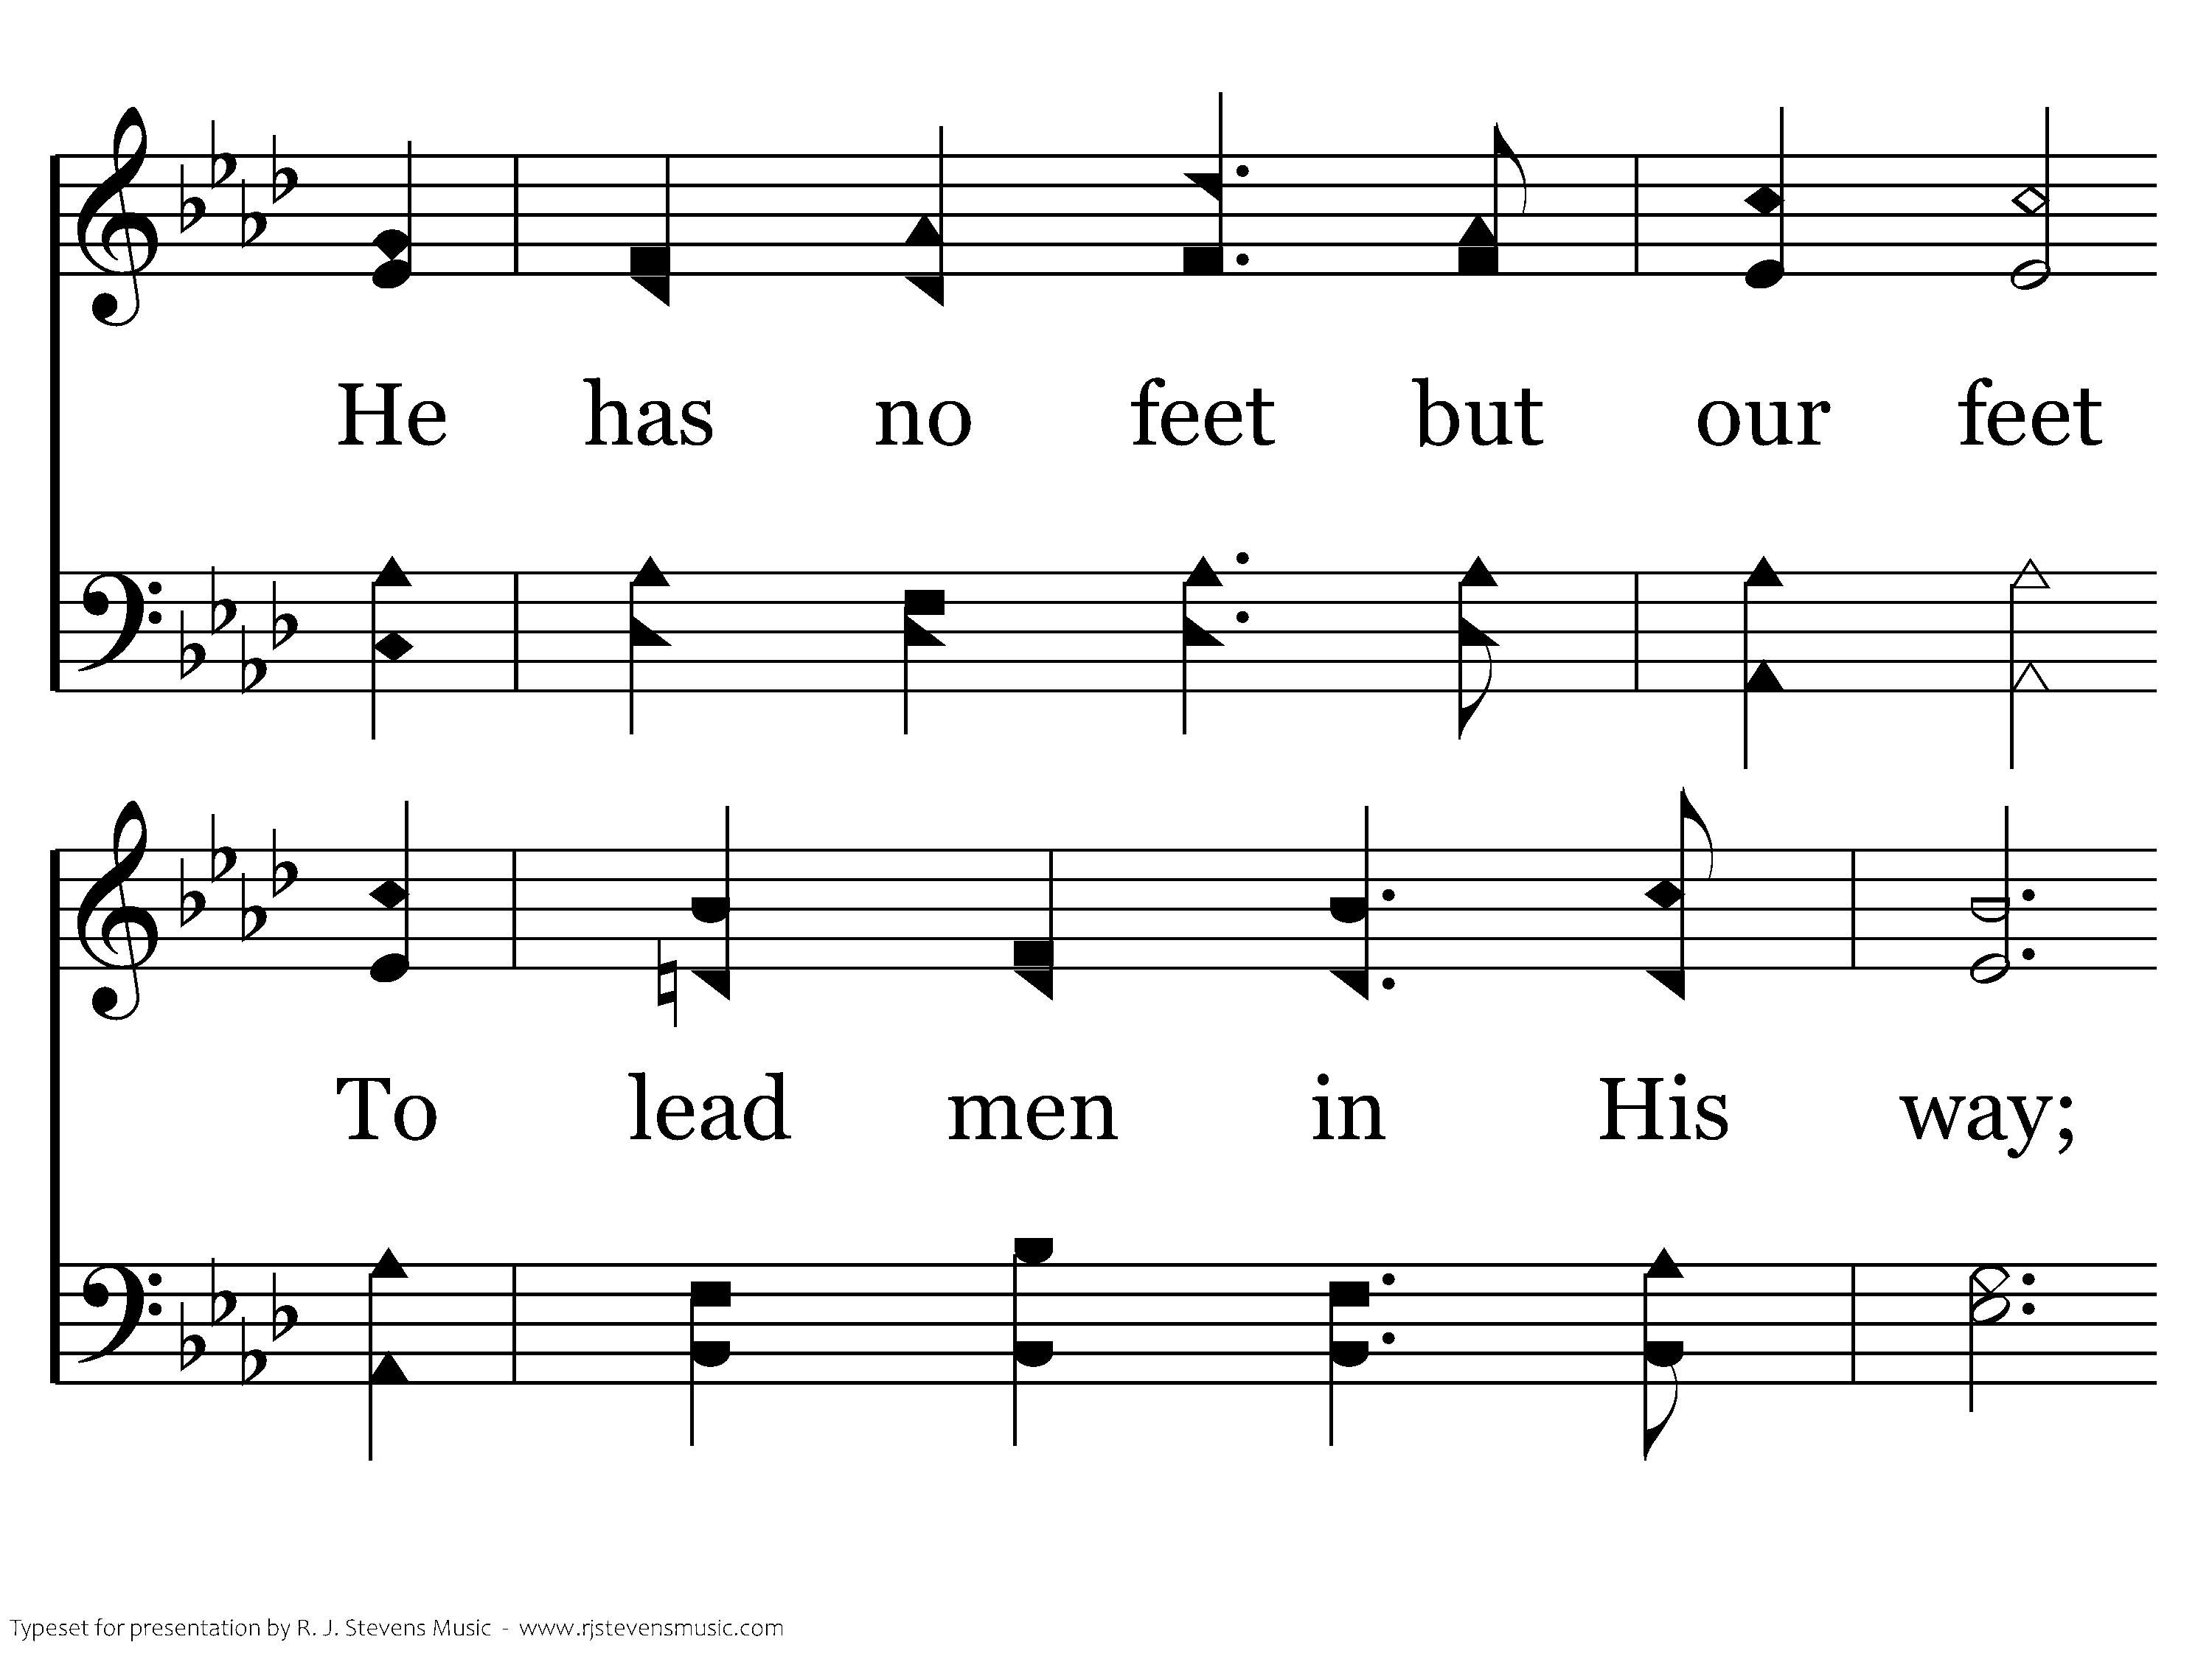 He has no feet but our feet
To lead men in His way;
Typeset for presentation by R. J. Stevens Music - www.rjstevensmusic.com